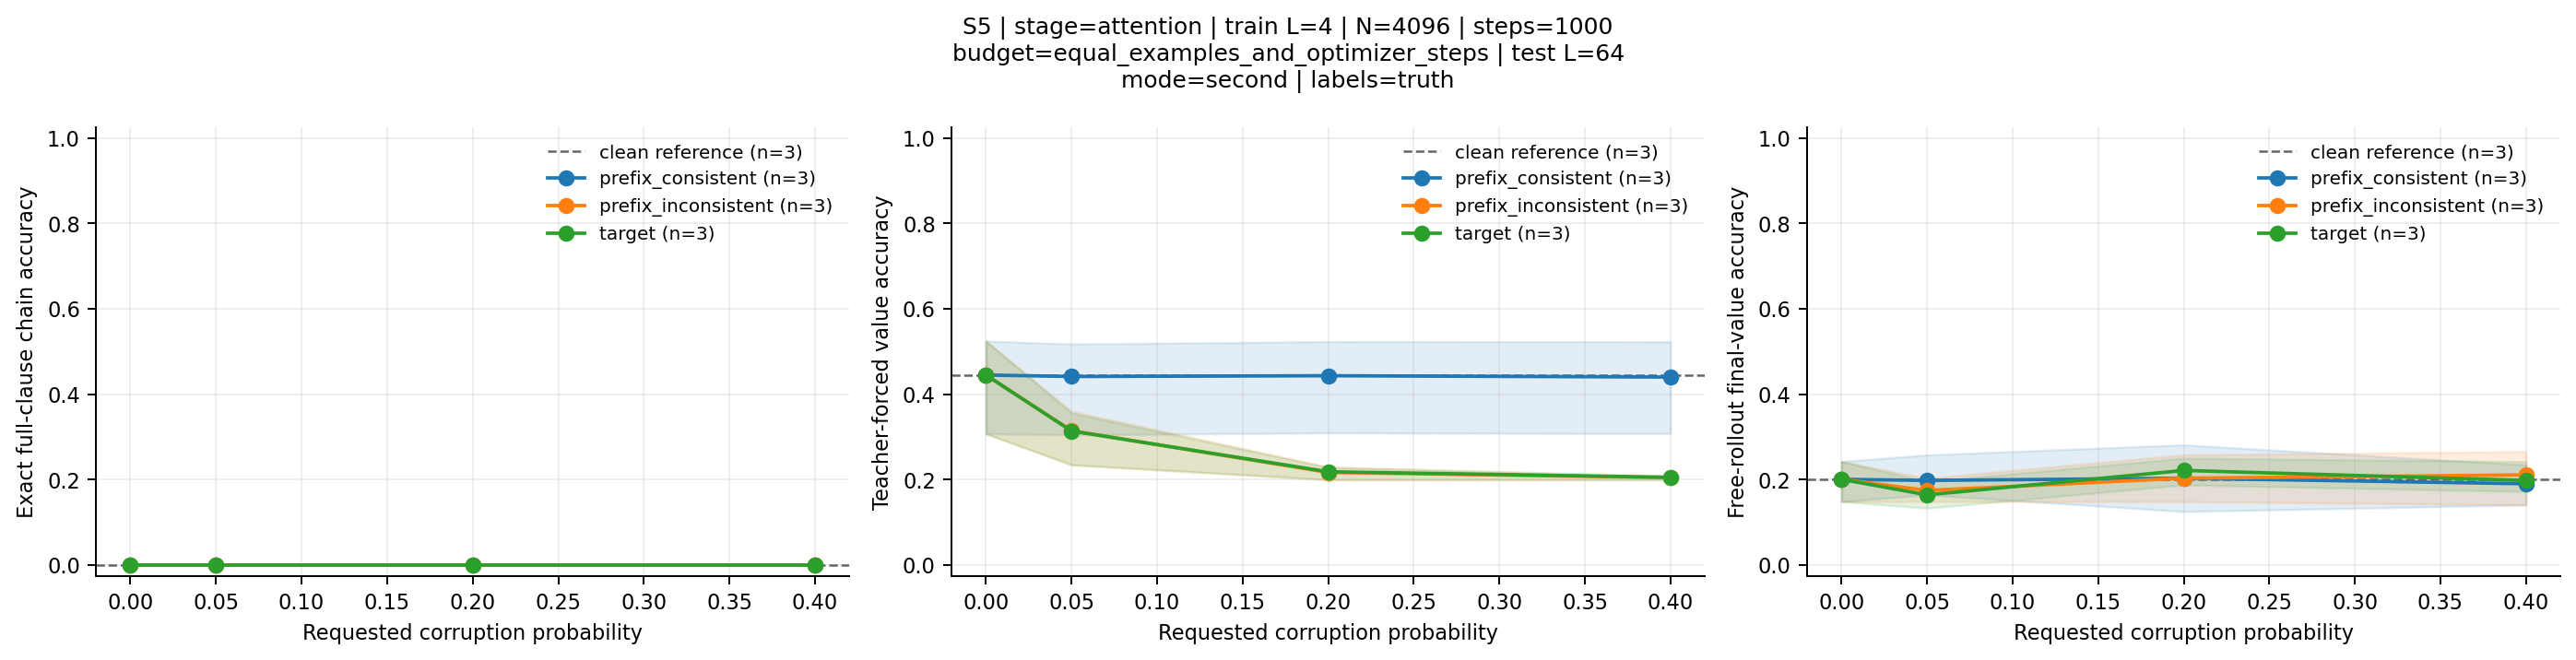 S5 | stage=attention | train L=4 | N=4096 | steps=1000
budget=equal_examples_and_optimizer_steps | test L=64
mode=second | labels=truth
Exact full-clause chain accuracy
1.0
0.8
0.6
0.4
0.2
0.0
clean reference (n=3)
prefix_consistent (n=3)
prefix_inconsistent (n=3)
target (n=3)
0.00 0.05 0.10 0.15 0.20 0.25 0.30 0.35 0.40
Requested corruption probability
Teacher-forced value accuracy
1.0
0.8
0.6
0.4
0.2
0.0
clean reference (n=3)
prefix_consistent (n=3)
prefix_inconsistent (n=3)
target (n=3)
0.00 0.05 0.10 0.15 0.20 0.25 0.30 0.35 0.40
Requested corruption probability
Free-rollout final-value accuracy
1.0
0.8
0.6
0.4
0.2
0.0
clean reference (n=3)
prefix_consistent (n=3)
prefix_inconsistent (n=3)
target (n=3)
0.00 0.05 0.10 0.15 0.20 0.25 0.30 0.35 0.40
Requested corruption probability